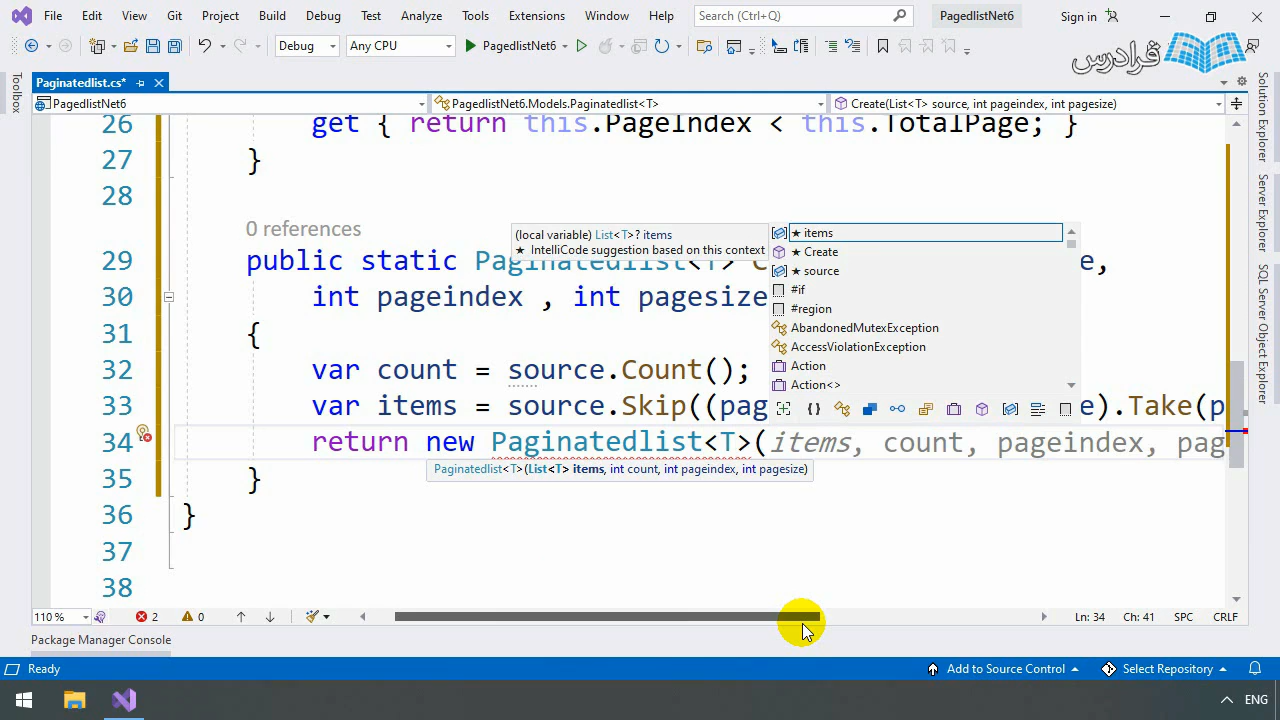 File Edit View Git Project Build Debug Test Analyze Tools Extensions Window Help Search (Ctrl+Q) PagedlistNet6 Sign in
Debug Any CPU PagedlistNet6
فرادرس
Toolbox
Paginatedlist.cs*
PagedlistNet6 PagedlistNet6.Models.Paginatedlist<T> Create(List<T> source, int pageindex, int pagesize)
26 get { return this.PageIndex < this.TotalPage; }
27 }
28
0 references
(local variable) List<T>? items
★ IntelliCode suggestion based on this context
★ items
★ Create
★ source
#if
#region
AbandonedMutexException
AccessViolationException
Action
Action<>
29 public static Paginatedlist<T> C e,
30 int pageindex , int pagesize
31 {
32 var count = source.Count();
33 var items = source.Skip((pag e).Take(p
34 return new Paginatedlist<T>(items, count, pageindex, pag
Paginatedlist<T>(List<T> items, int count, int pageindex, int pagesize)
35 }
36 }
37
38
110 % 2 0 Ln: 34 Ch: 41 SPC CRLF
Package Manager Console
Ready Add to Source Control Select Repository
ENG
Solution Explorer
Server Explorer
SQL Server Object Explorer